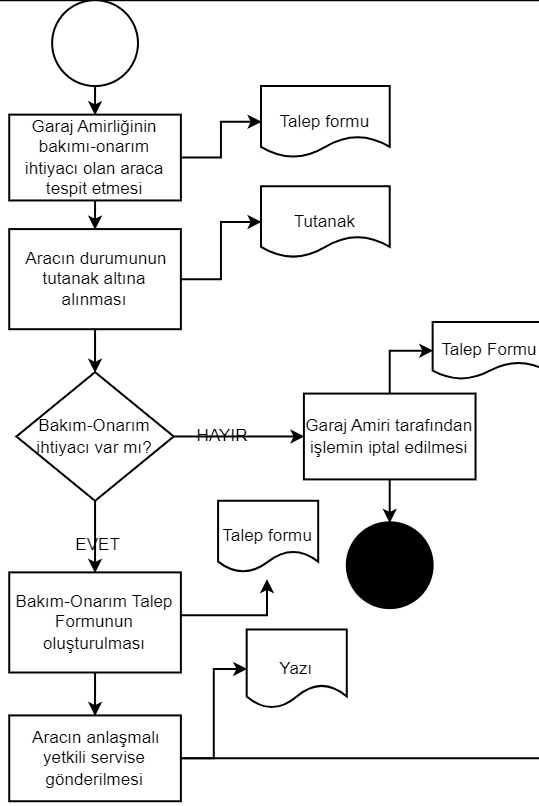 Garaj Amirliğinin
bakımı-onarım
ihtiyacı olan araca
tespit etmesi
Talep formu
Aracın durumunun
tutanak altına
alınması
Tutanak
Bakım-Onarım
ihtiyacı var mı?
HAYIR
Garaj Amiri tarafından
işlemin iptal edilmesi
Talep Formu
EVET
Bakım-Onarım Talep
Formunun
oluşturulması
Talep formu
Aracın anlaşmalı
yetkili servise
gönderilmesi
Yazı